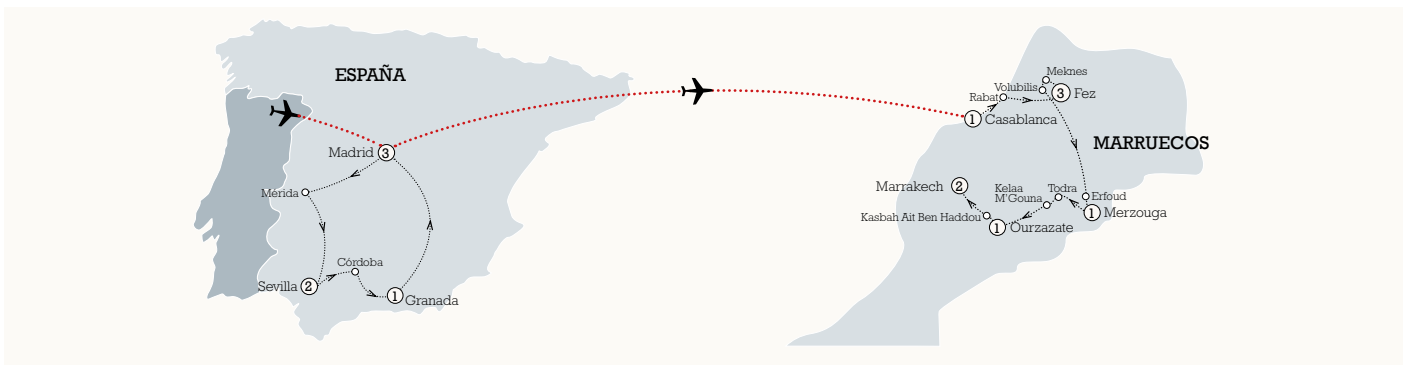 ESPAÑA
Madrid 3
Mérida
Sevilla 2
Córdoba
1 Granada
MARRUECOS
Meknes
Volubilis
3 Fez
Rabat
1 Casablanca
Marrakech 2
Kelaa
M'Gouna
Todra
Erfoud
1 Merzouga
Kasbah Ait Ben Haddou
1 Ourzazate